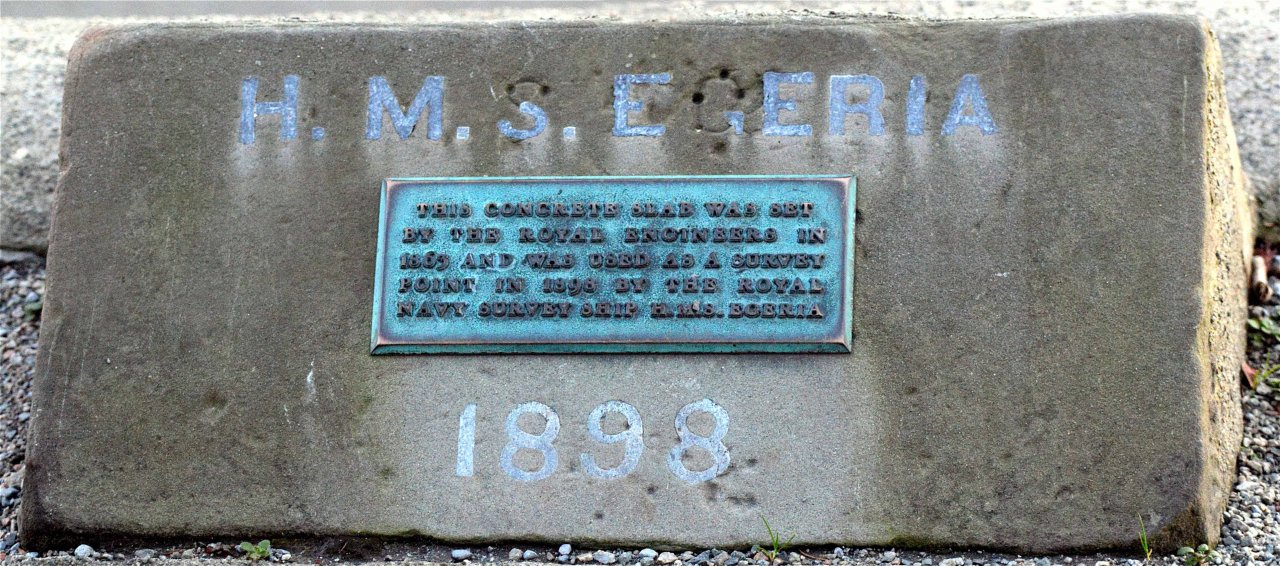 H. M. S. EGERIA
THIS CONCRETE SLAB WAS SET
BY THE ROYAL ENGINEERS IN
1863 AND WAS USED AS A SURVEY
POINT IN 1898 BY THE ROYAL
NAVY SURVEY SHIP H.M.S. EGERIA
1898